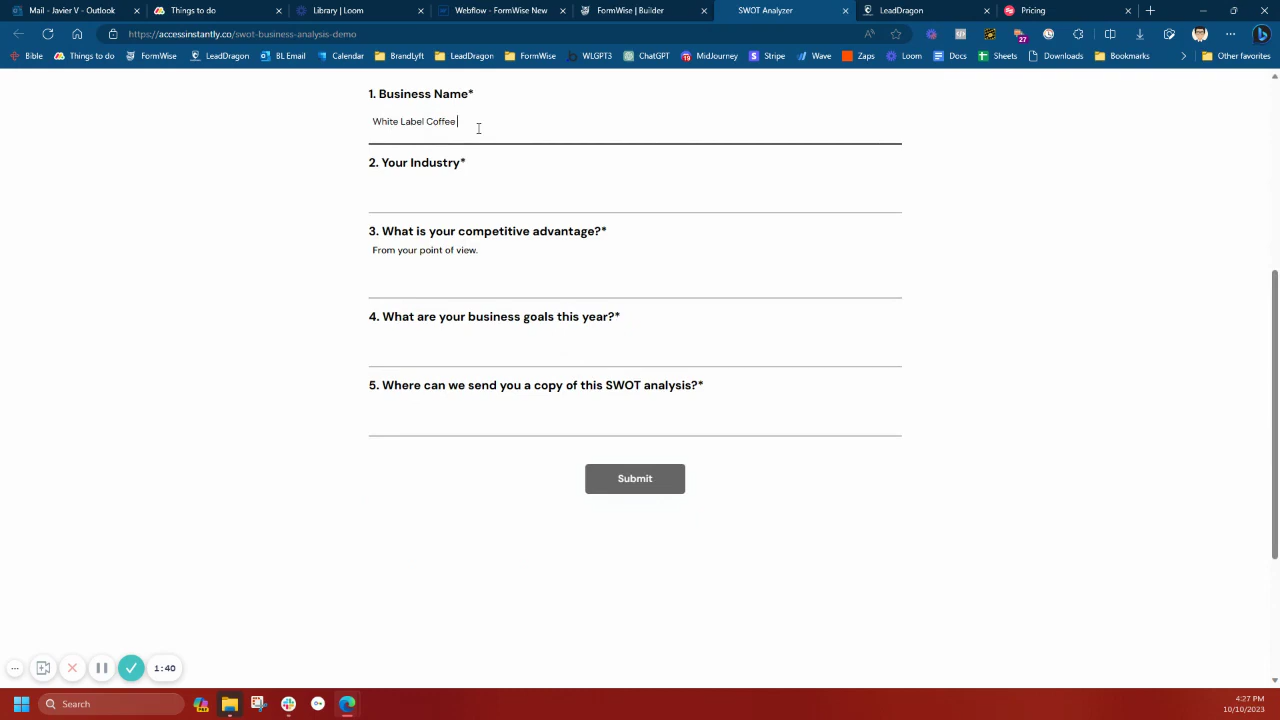 Mail - Javier V - Outlook
Things to do
Library | Loom
Webflow - FormWise New
FormWise | Builder
SWOT Analyzer
LeadDragon
Pricing
https://accessinstantly.co/swot-business-analysis-demo
27
Bible
Things to do
FormWise
LeadDragon
BL Email
Calendar
BrandLyft
LeadDragon
FormWise
WLGPT3
ChatGPT
19
MidJourney
Stripe
Wave
Zaps
Loom
Docs
Sheets
Downloads
Bookmarks
Other favorites
1. Business Name*
White Label Coffee
2. Your Industry*
3. What is your competitive advantage?*
From your point of view.
4. What are your business goals this year?*
5. Where can we send you a copy of this SWOT analysis?*
Submit
1:40
Search
4:27 PM
10/10/2023